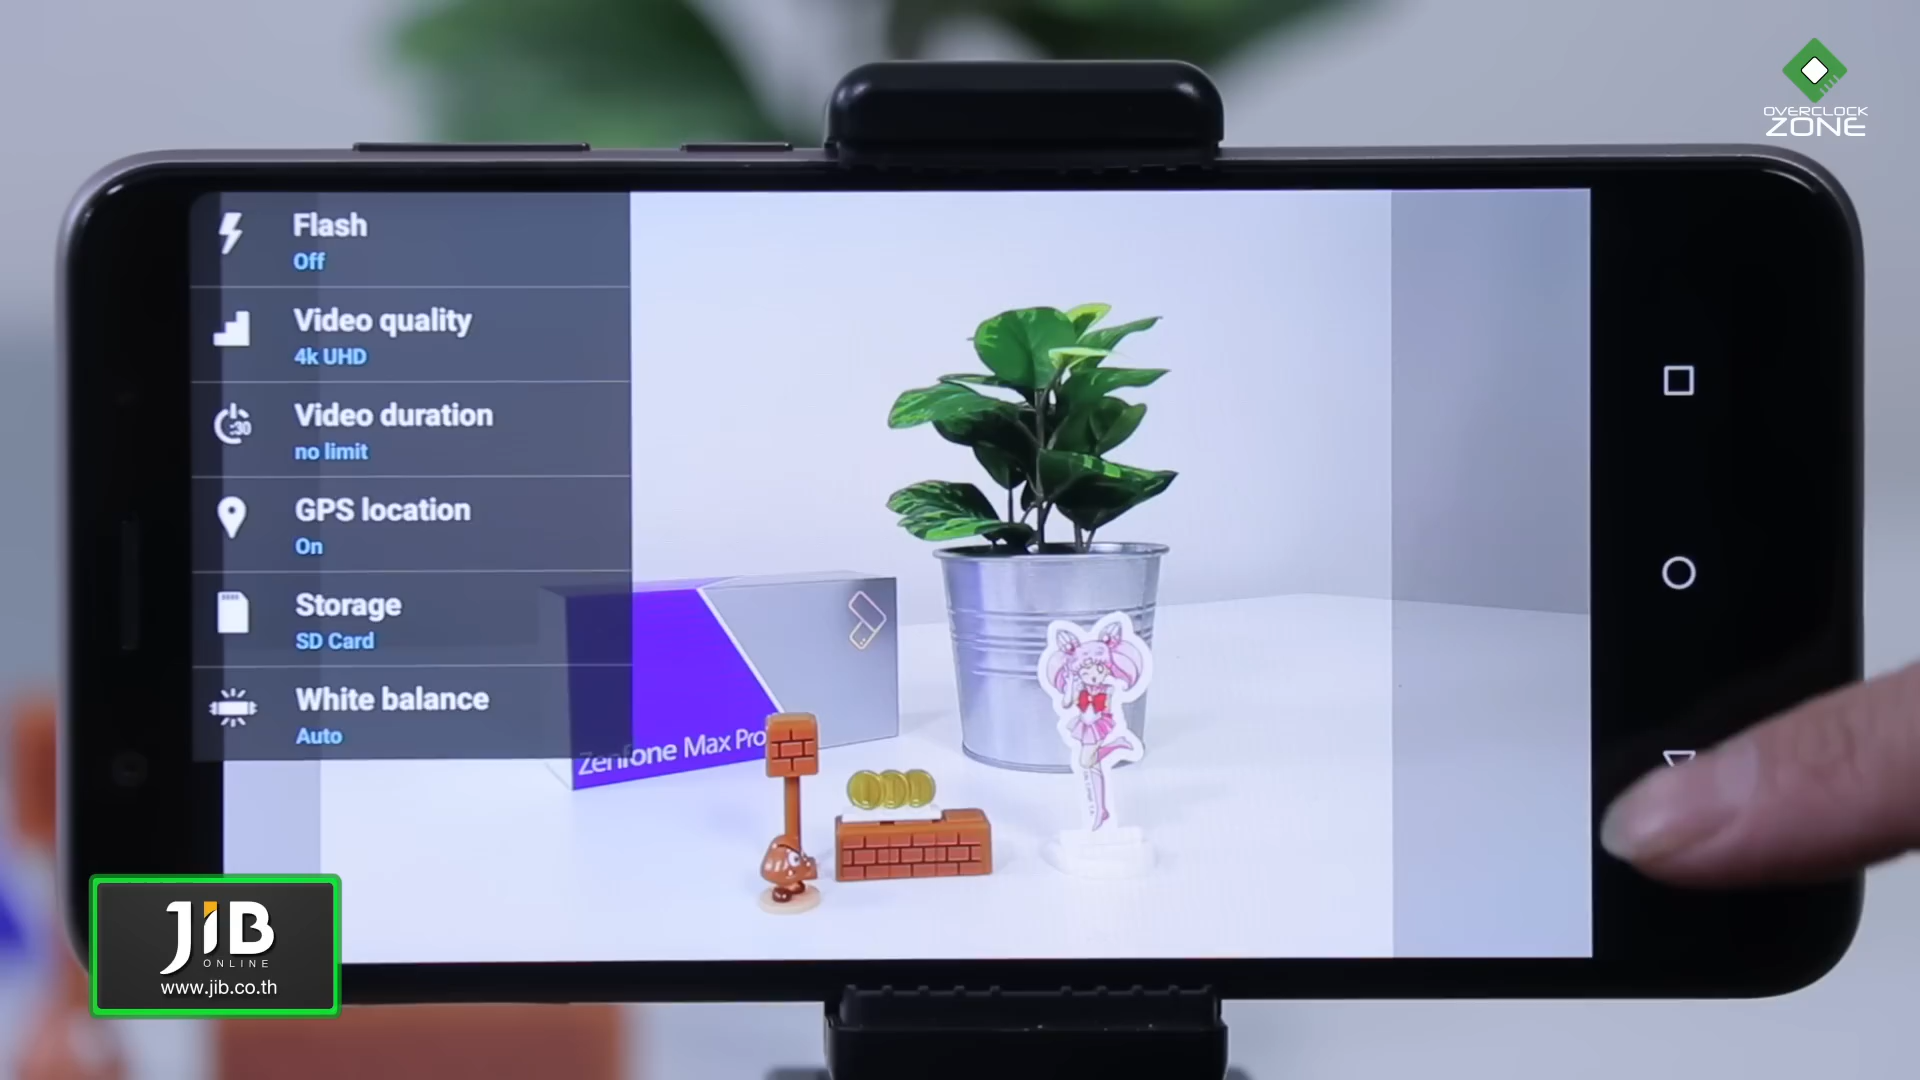 OVERCLOCK
ZONE
Flash
Off
Video quality
4k UHD
Video duration
no limit
:30
GPS location
On
Storage
SD Card
White balance
Auto
Zenfone Max Pro
JIB
ONLINE
www.jib.co.th